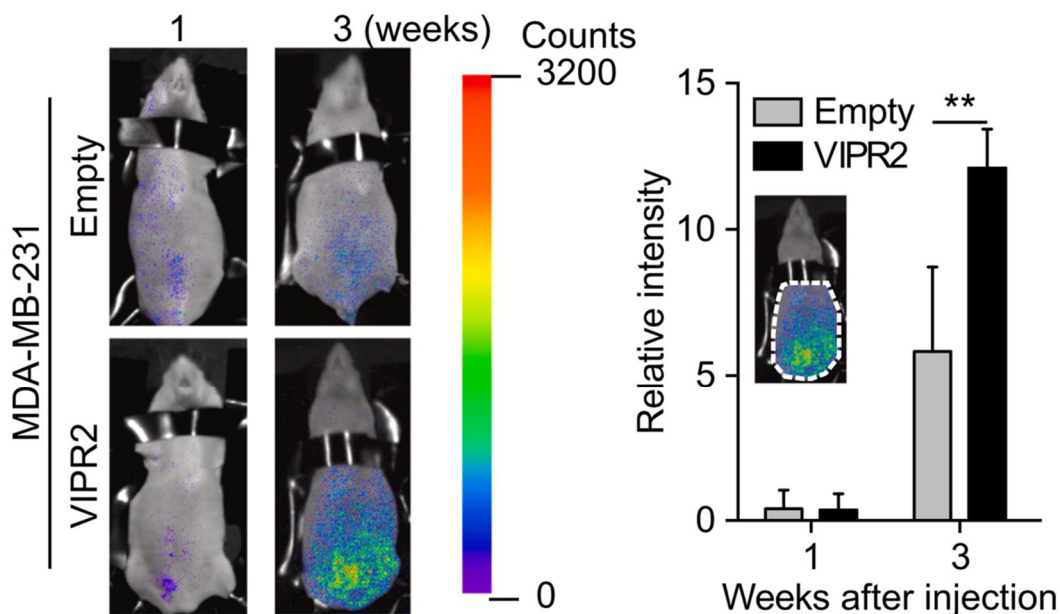 1
3 (weeks)
Counts
3200
0
MDA-MB-231
Empty
VIPR2
15
10
5
0
Relative intensity
Empty
VIPR2
**
1
3
Weeks after injection